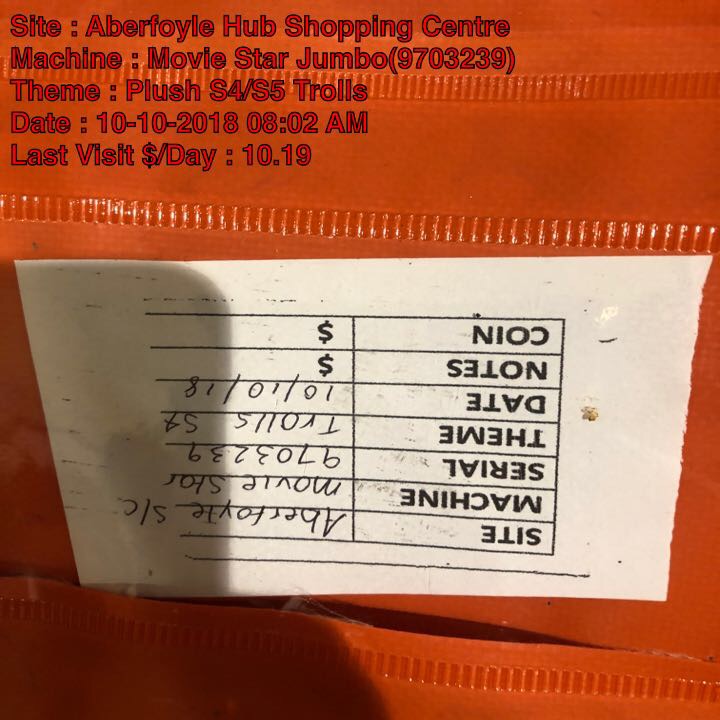 Site : Aberfoyle Hub Shopping Centre
Machine : Movie Star Jumbo(9703239)
Theme : Plush S4/S5 Trolls
Date : 10-10-2018 08:02 AM
Last Visit $/Day : 10.19
SITE Aberfoyle S/C
MACHINE movie Star
SERIAL 9703239
THEME Trolls S4
DATE 10/10/18
NOTES $
COIN $